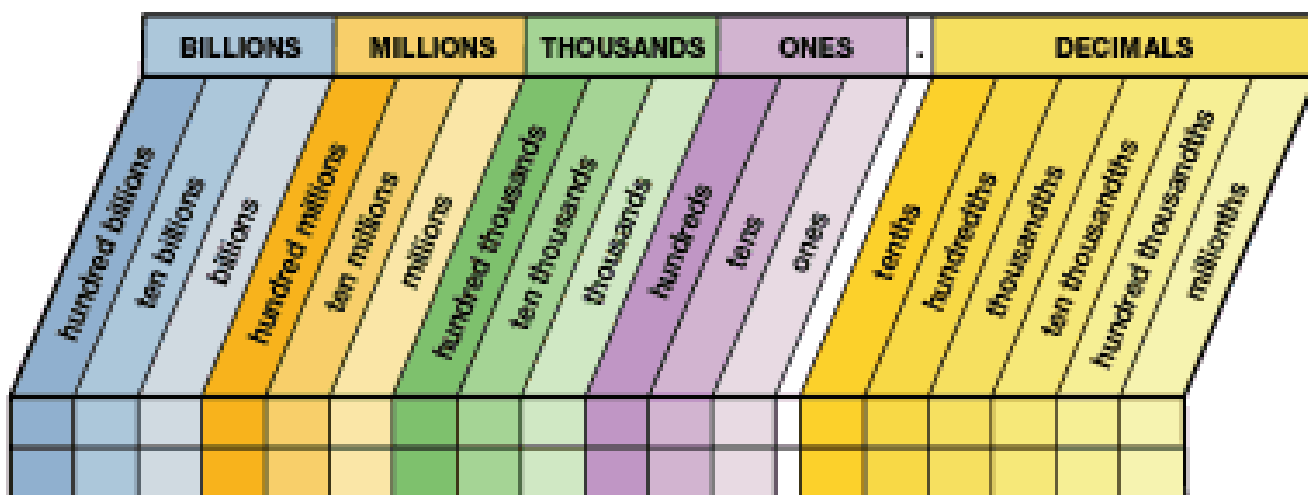 BILLIONS MILLIONS THOUSANDS ONES . DECIMALS
hundred billions
ten billions
billions
hundred millions
ten millions
millions
hundred thousands
ten thousands
thousands
hundreds
tens
ones
tenths
hundredths
thousandths
ten thousandths
hundred thousandths
millionths